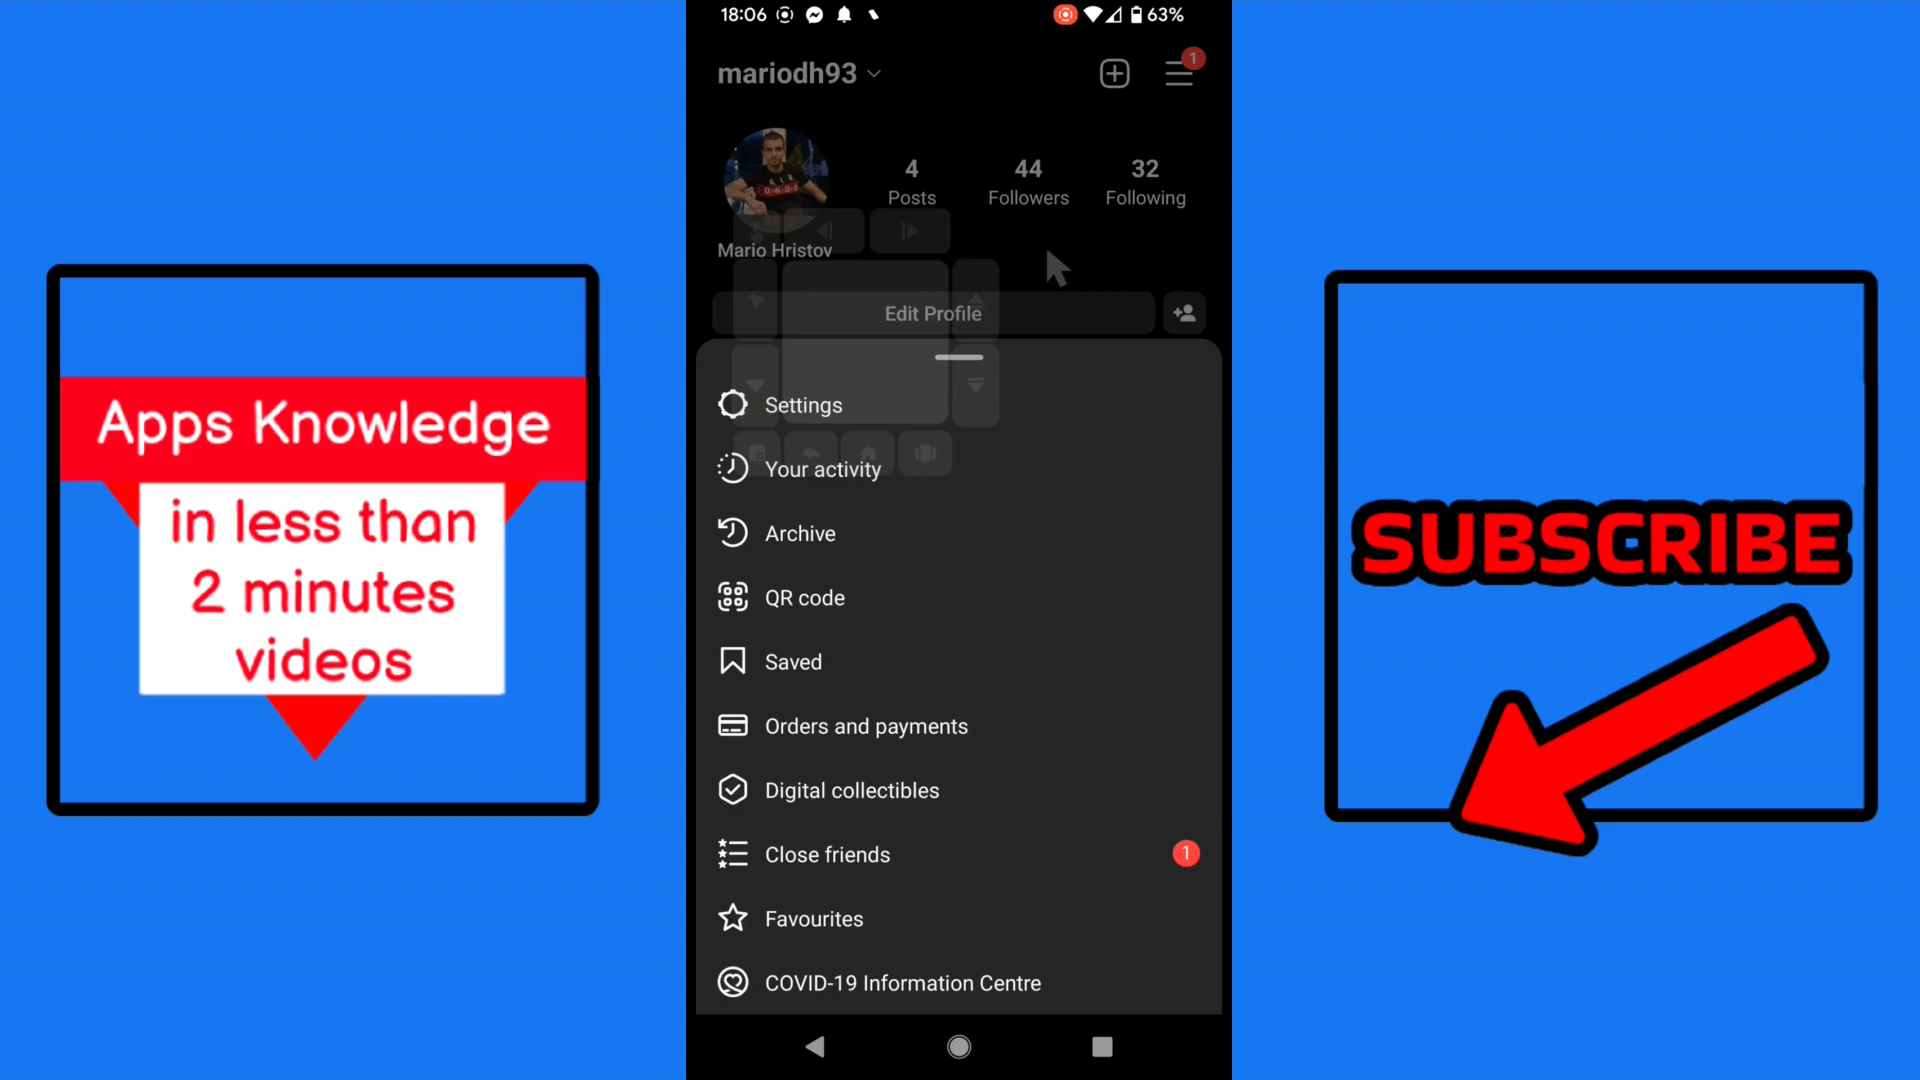 Apps Knowledge
in less than
2 minutes
videos
18:06
63%
mariodh93
1
4
44
32
Posts
Followers
Following
Mario Hristov
Edit Profile
Settings
Your activity
Archive
QR code
Saved
Orders and payments
Digital collectibles
Close friends
1
Favourites
COVID-19 Information Centre
SUBSCRIBE